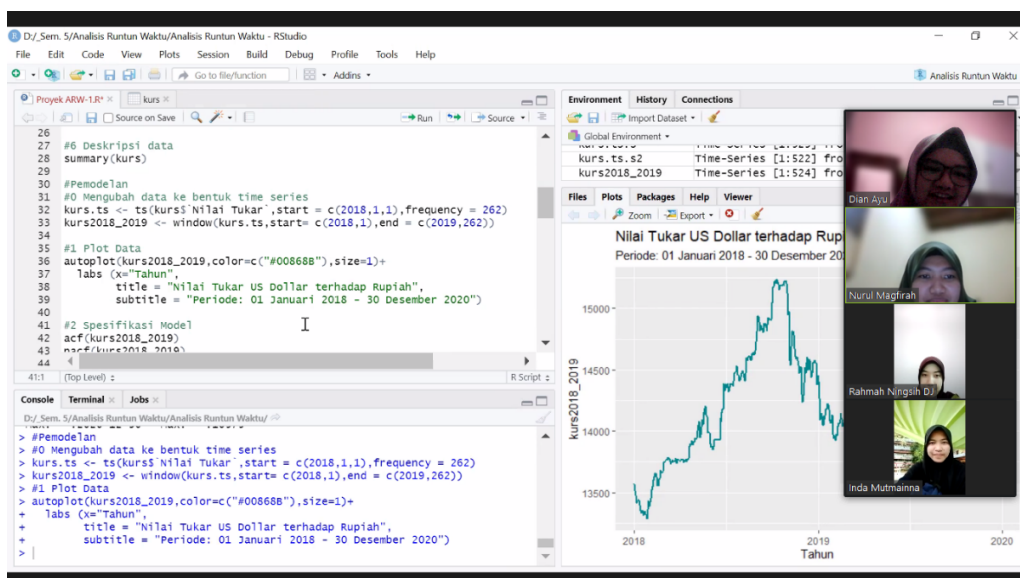 D:/_Sem. 5/Analisis Runtun Waktu/Analisis Runtun Waktu - RStudio
File Edit Code View Plots Session Build Debug Profile Tools Help
Go to file/function Addins
Analisis Runtun Waktu
Proyek ARW-1.R* kurs
Source on Save Run Source
26
27 #6 Deskripsi data
28 summary(kurs)
29
30 #Pemodelan
31 #0 Mengubah data ke bentuk time series
32 kurs.ts <- ts(kurs$`Nilai Tukar`,start = c(2018,1,1),frequency = 262)
33 kurs2018_2019 <- window(kurs.ts,start= c(2018,1),end = c(2019,262))
34
35 #1 Plot Data
36 autoplot(kurs2018_2019,color=c("#00868B"),size=1)+
37 labs (x="Tahun",
38 title = "Nilai Tukar US Dollar terhadap Rupiah",
39 subtitle = "Periode: 01 Januari 2018 - 30 Desember 2020")
40
41 #2 Spesifikasi Model
42 acf(kurs2018_2019)
43 pacf(kurs2018_2019)
44
41:1 (Top Level) R Script
Console Terminal Jobs
D:/_Sem. 5/Analisis Runtun Waktu/Analisis Runtun Waktu/
> #Pemodelan
> #0 Mengubah data ke bentuk time series
> kurs.ts <- ts(kurs$`Nilai Tukar`,start = c(2018,1,1),frequency = 262)
> kurs2018_2019 <- window(kurs.ts,start= c(2018,1),end = c(2019,262))
> #1 Plot Data
> autoplot(kurs2018_2019,color=c("#00868B"),size=1)+
+ labs (x="Tahun",
+ title = "Nilai Tukar US Dollar terhadap Rupiah",
+ subtitle = "Periode: 01 Januari 2018 - 30 Desember 2020")
>
Environment History Connections
Import Dataset
Global Environment
kurs.ts.s2 Time-Series [1:522] fro
kurs2018_2019 Time-Series [1:524] fro
Files Plots Packages Help Viewer
Zoom Export
Nilai Tukar US Dollar terhadap Rup
Periode: 01 Januari 2018 - 30 Desember 20
15000
14500
14000
13500
kurs2018_2019
2018 2019 2020
Tahun
Dian Ayu
Nurul Magfirah
Rahmah Ningsih DJ
Inda Mutmainna